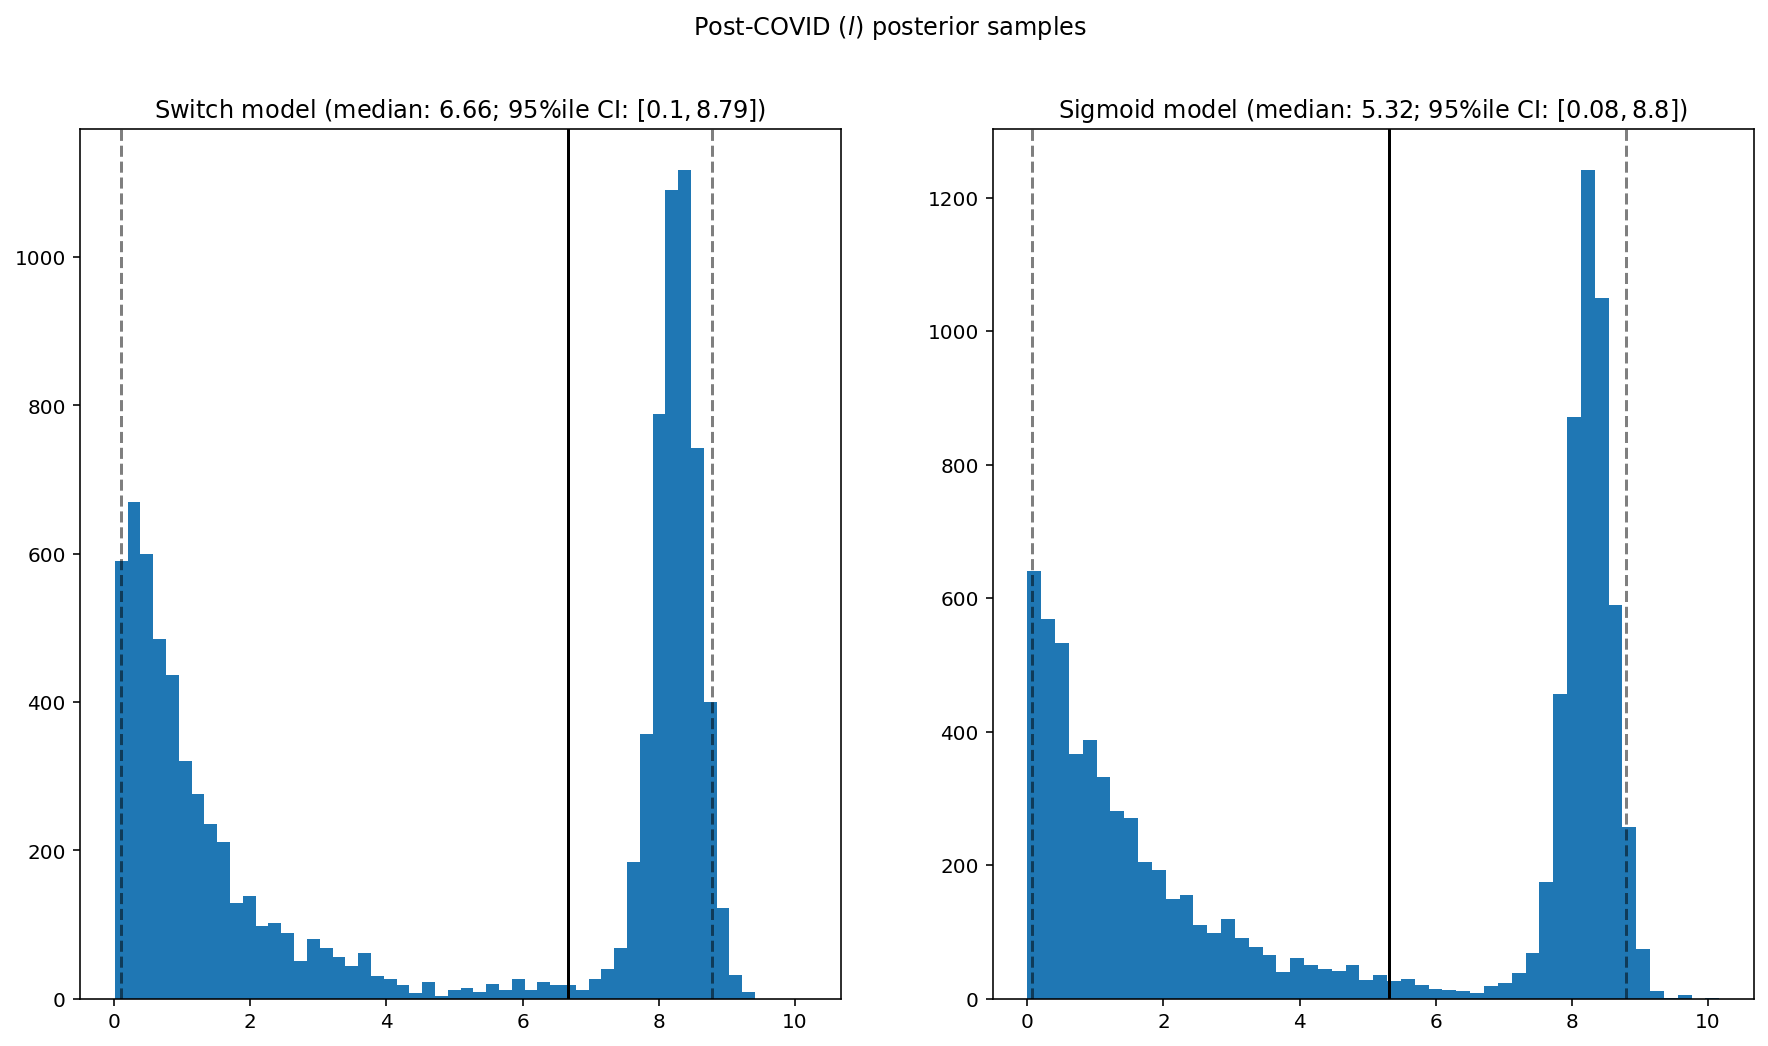 Post-COVID (l) posterior samples
Switch model (median: 6.66; 95%ile CI: [0.1, 8.79])
1000
800
600
400
200
0
0 2 4 6 8 10
Sigmoid model (median: 5.32; 95%ile CI: [0.08, 8.8])
1200
1000
800
600
400
200
0
0 2 4 6 8 10